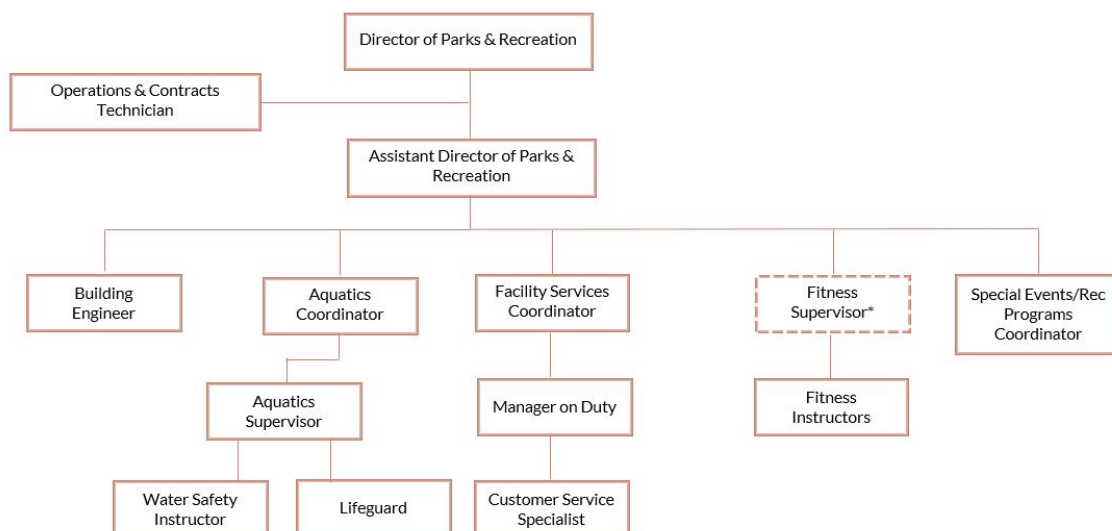 Director of Parks & Recreation
Operations & Contracts
Technician
Assistant Director of Parks &
Recreation
Building
Engineer
Aquatics
Coordinator
Facility Services
Coordinator
Fitness
Supervisor*
Special Events/Rec
Programs
Coordinator
Aquatics
Supervisor
Manager on Duty
Fitness
Instructors
Water Safety
Instructor
Lifeguard
Customer Service
Specialist